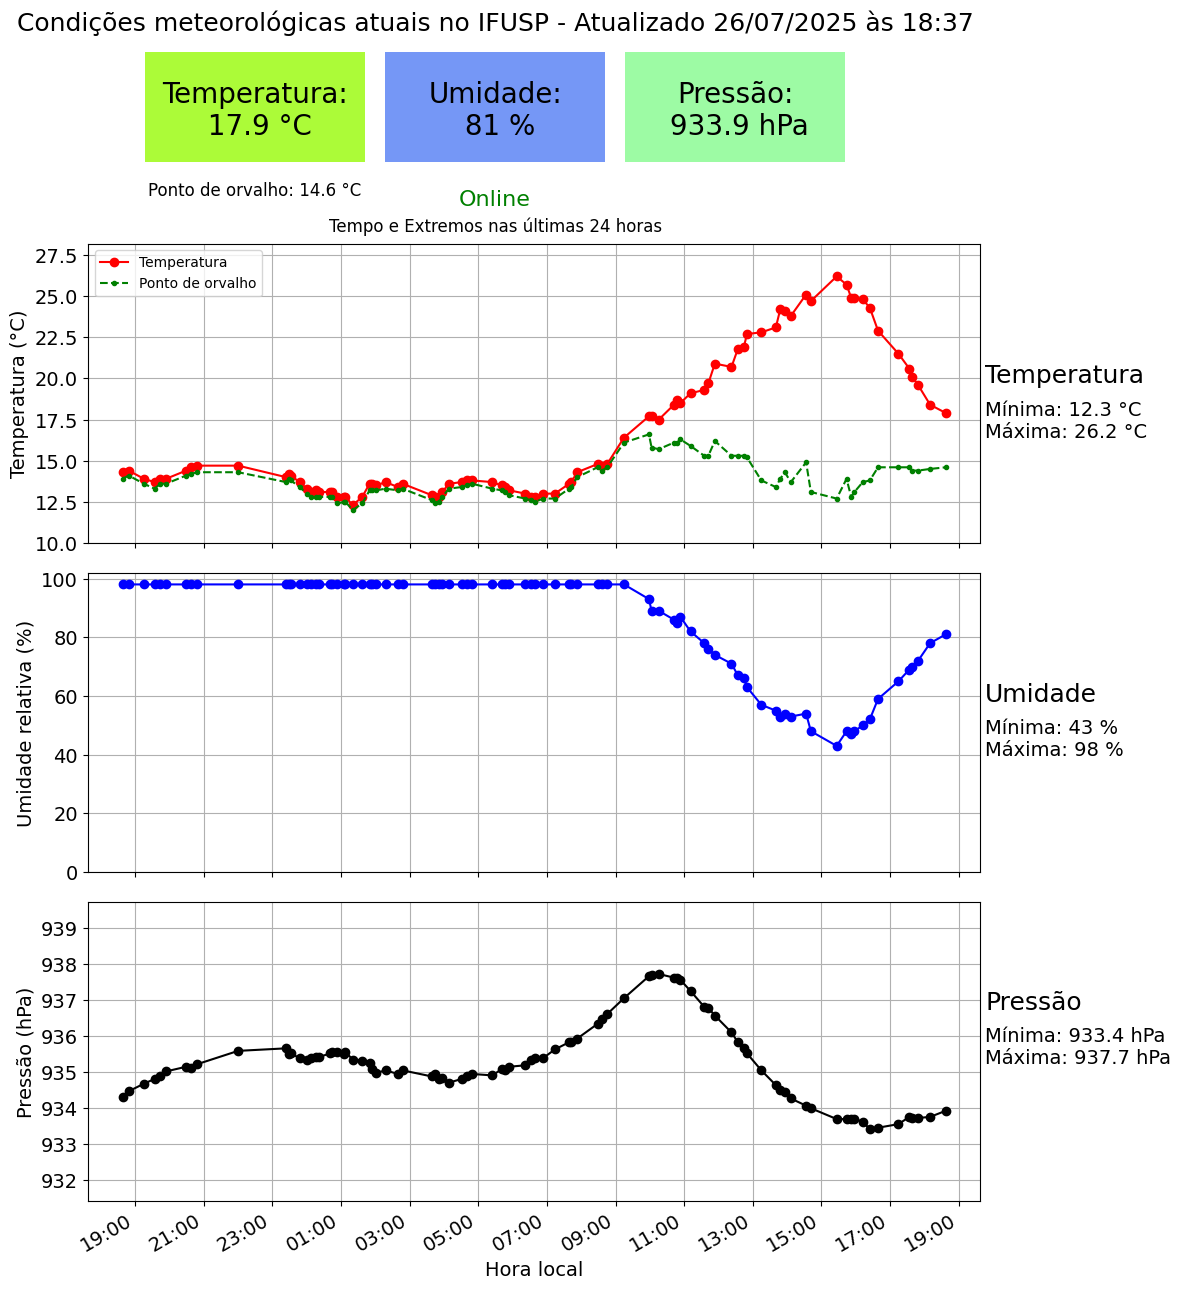 Condições meteorológicas atuais no IFUSP - Atualizado 26/07/2025 às 18:37
Temperatura:
17.9 °C
Umidade:
81 %
Pressão:
933.9 hPa
Ponto de orvalho: 14.6 °C
Online
Tempo e Extremos nas últimas 24 horas
Temperatura
Ponto de orvalho
Temperatura (°C)
27.5
25.0
22.5
20.0
17.5
15.0
12.5
10.0
Temperatura
Mínima: 12.3 °C
Máxima: 26.2 °C
Umidade relativa (%)
100
80
60
40
20
0
Umidade
Mínima: 43 %
Máxima: 98 %
Pressão (hPa)
939
938
937
936
935
934
933
932
Pressão
Mínima: 933.4 hPa
Máxima: 937.7 hPa
19:00 21:00 23:00 01:00 03:00 05:00 07:00 09:00 11:00 13:00 15:00 17:00 19:00
Hora local